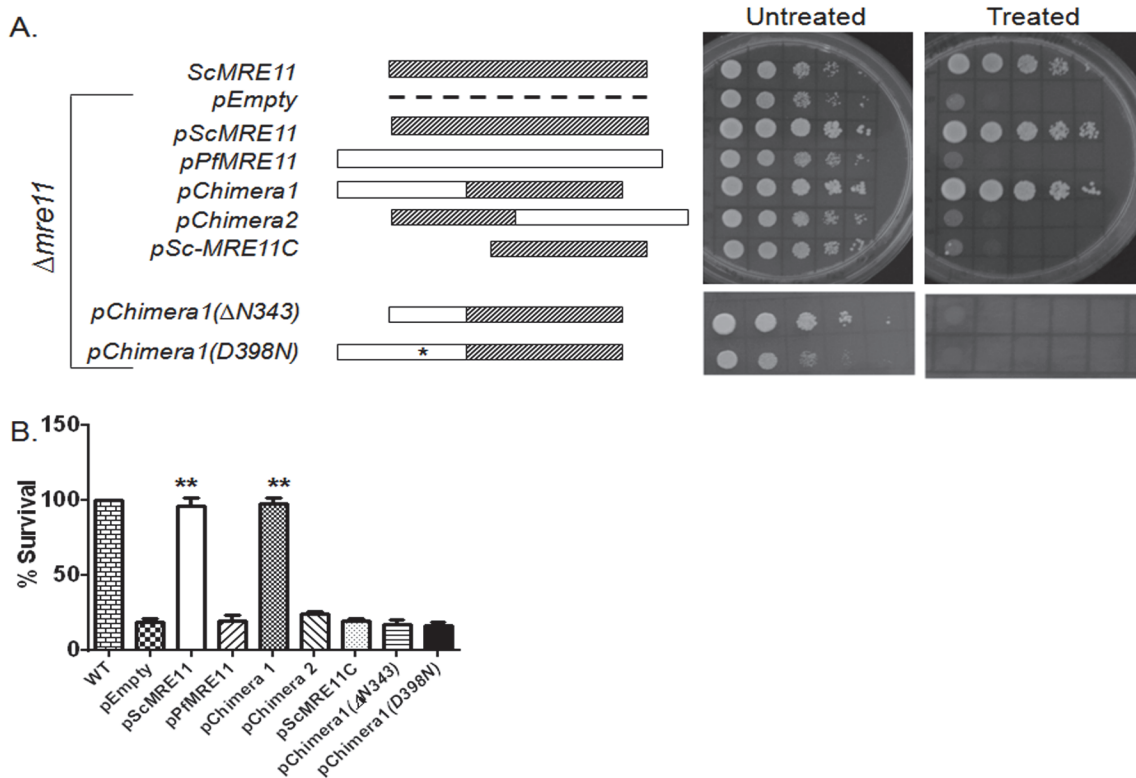 A.
Untreated
Treated
ScMRE11
pEmpty
pScMRE11
pPfMRE11
pChimera1
pChimera2
pSc-MRE11C
pChimera1(ΔN343)
pChimera1(D398N)
*
Δmre11
B.
% Survival
150
100
50
0
**
**
WT
pEmpty
pScMRE11
pPfMRE11
pChimera 1
pChimera 2
pScMRE11C
pChimera1(ΔN343)
pChimera1(D398N)